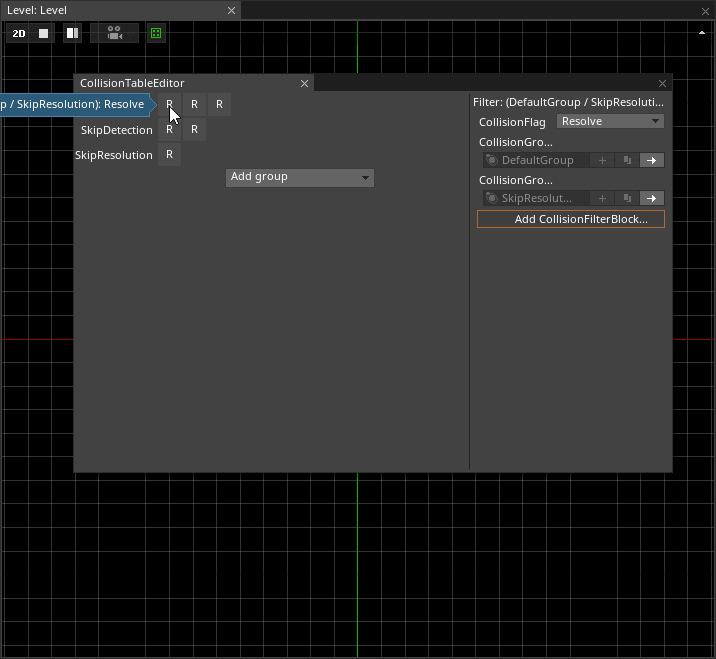 Level: Level
2D
CollisionTableEditor
p / SkipResolution): Resolve
R R R
SkipDetection R R
SkipResolution R
Add group
Filter: (DefaultGroup / SkipResoluti...
CollisionFlag Resolve
CollisionGro...
DefaultGroup
CollisionGro...
SkipResolut...
Add CollisionFilterBlock...